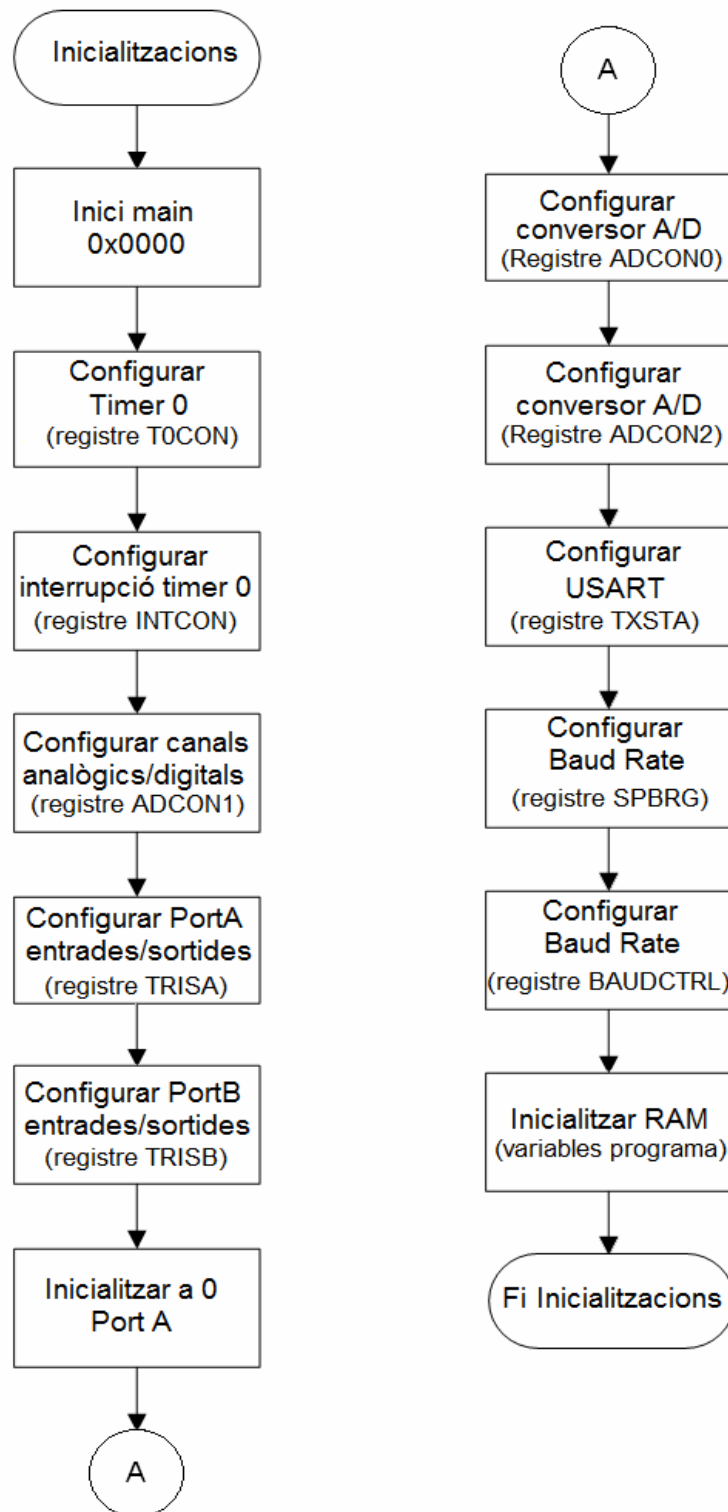 Inicialitzacions
Inici main
0x0000
Configurar
Timer 0
(registre T0CON)
Configurar
interrupció timer 0
(registre INTCON)
Configurar canals
analògics/digitals
(registre ADCON1)
Configurar PortA
entrades/sortides
(registre TRISA)
Configurar PortB
entrades/sortides
(registre TRISB)
Inicialitzar a 0
Port A
A
A
Configurar
conversor A/D
(Registre ADCON0)
Configurar
conversor A/D
(Registre ADCON2)
Configurar
USART
(registre TXSTA)
Configurar
Baud Rate
(registre SPBRG)
Configurar
Baud Rate
(registre BAUDCTRL)
Inicialitzar RAM
(variables programa)
Fi Inicialitzacions